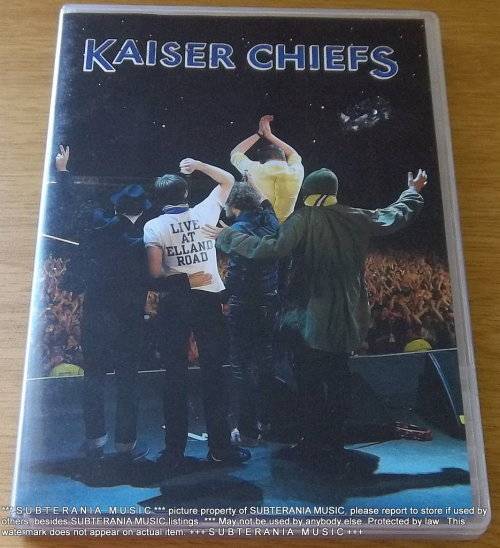 KAISER CHIEFS
LIVE
AT
ELLAND
ROAD
*** S U B T E R A N I A  M U S I C *** picture property of SUBTERANIA MUSIC, please report to store if used by
others, besides SUBTERANIA MUSIC listings. *** May not be used by anybody else. Protected by law. This
watermark does not appear on actual item. +++ S U B T E R A N I A  M U S I C +++